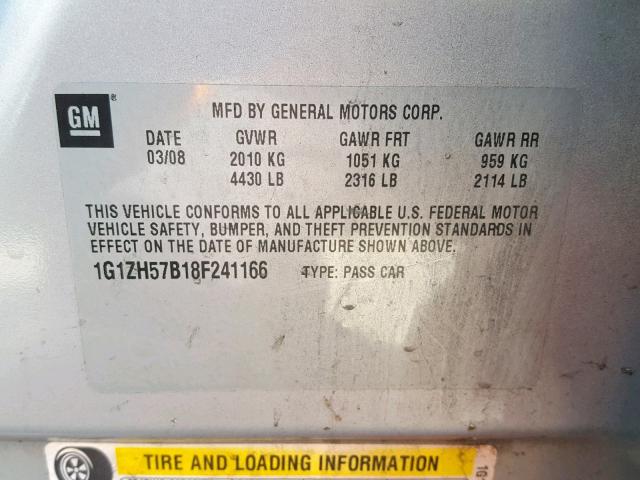 GM®
MFD BY GENERAL MOTORS CORP.
DATE GVWR GAWR FRT GAWR RR
03/08 2010 KG 1051 KG 959 KG
4430 LB 2316 LB 2114 LB
THIS VEHICLE CONFORMS TO ALL APPLICABLE U.S. FEDERAL MOTOR
VEHICLE SAFETY, BUMPER, AND THEFT PREVENTION STANDARDS IN
EFFECT ON THE DATE OF MANUFACTURE SHOWN ABOVE.
1G1ZH57B18F241166 TYPE: PASS CAR
TIRE AND LOADING INFORMATION
1G